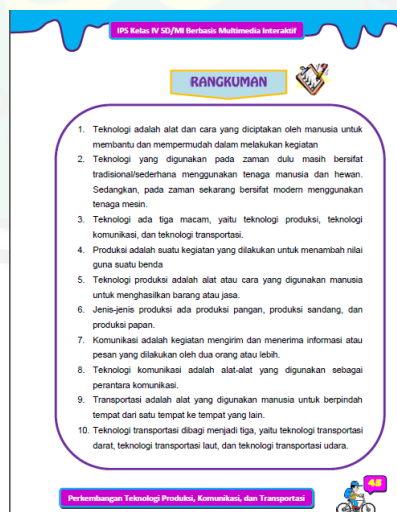 IPS Kelas IV SD/MI Berbasis Multimedia Interaktif
RANGKUMAN
1. Teknologi adalah alat dan cara yang diciptakan oleh manusia untuk
membantu dan mempermudah dalam melakukan kegiatan
2. Teknologi yang digunakan pada zaman dulu masih bersifat
tradisional/sederhana menggunakan tenaga manusia dan hewan.
Sedangkan, pada zaman sekarang bersifat modern menggunakan
tenaga mesin.
3. Teknologi ada tiga macam, yaitu teknologi produksi, teknologi
komunikasi, dan teknologi transportasi.
4. Produksi adalah suatu kegiatan yang dilakukan untuk menambah nilai
guna suatu benda
5. Teknologi produksi adalah alat atau cara yang digunakan manusia
untuk menghasilkan barang atau jasa.
6. Jenis-jenis produksi ada produksi pangan, produksi sandang, dan
produksi papan.
7. Komunikasi adalah kegiatan mengirim dan menerima informasi atau
pesan yang dilakukan oleh dua orang atau lebih.
8. Teknologi komunikasi adalah alat-alat yang digunakan sebagai
perantara komunikasi.
9. Transportasi adalah alat yang digunakan manusia untuk berpindah
tempat dari satu tempat ke tempat yang lain.
10. Teknologi transportasi dibagi menjadi tiga, yaitu teknologi transportasi
darat, teknologi transportasi laut, dan teknologi transportasi udara.
Perkembangan Teknologi Produksi, Komunikasi, dan Transportasi
45